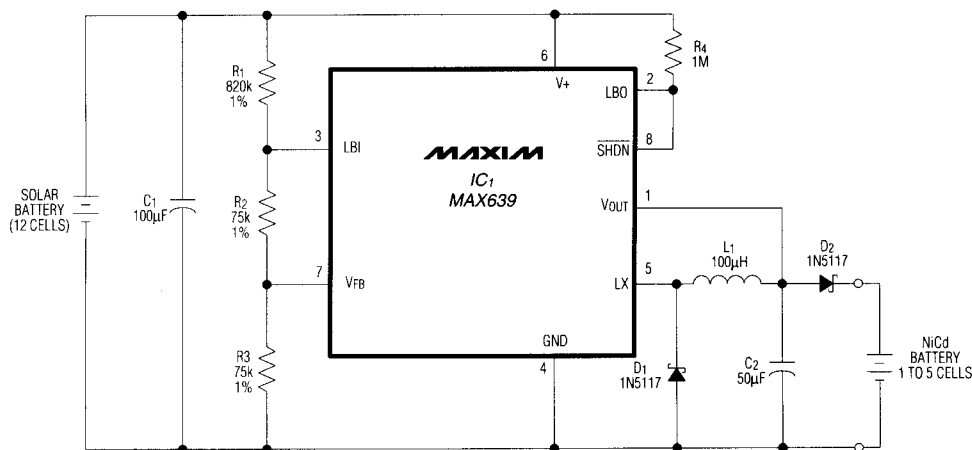 6
V+
R1
820k
1%
R4
1M
2
LBO
3
LBI
8
SHDN
MAXIM
IC1
MAX639
SOLAR
BATTERY
(12 CELLS)
C1
100µF
R2
75k
1%
1
VOUT
L1
100µH
D2
1N5117
7
VFB
5
LX
R3
75k
1%
GND
4
D1
1N5117
C2
50µF
NiCd
BATTERY
1 TO 5 CELLS